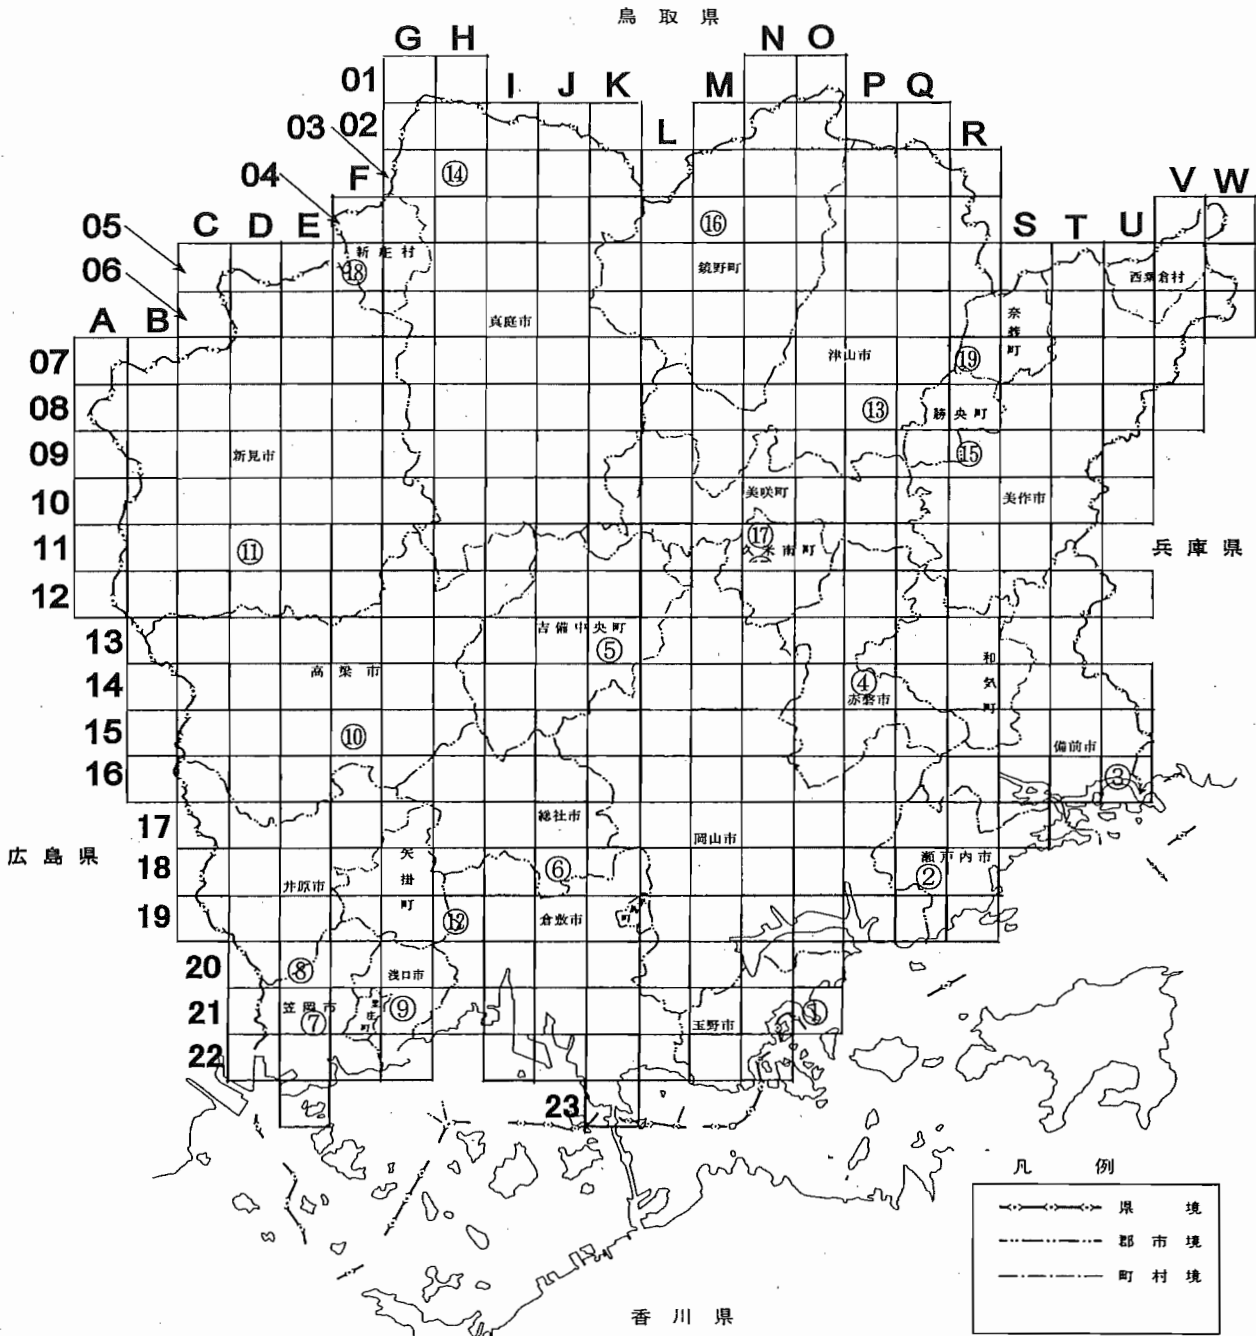 鳥取県
N O
G H
01
I J K M P Q
03 02
L R
F ⑭
04
V W
05 C D E ⑯ S T U
新庄村
⑱ 鏡野町 西粟倉村
06
A B 真庭市 奈義町
07 津山市 ⑲
08 ⑬ 勝央町
09 新見市 ⑮
10 美咲町 美作市
11 ⑪ ⑰ 久米南町 兵庫県
12
13 吉備中央町 ⑤ 和気町
14 高梁市 ④ 赤磐市
15 ⑩ 備前市
16 ③
17 総社市 岡山市
広島県
18 矢掛町 ⑥ ② 瀬戸内市
井原市
19 ⑫ 倉敷市
20 ⑧ 浅口市
21 笠岡市 ⑦ 里庄町 ⑨ 玉野市 ①
22
23
凡例
県境
郡市境
町村境
香川県